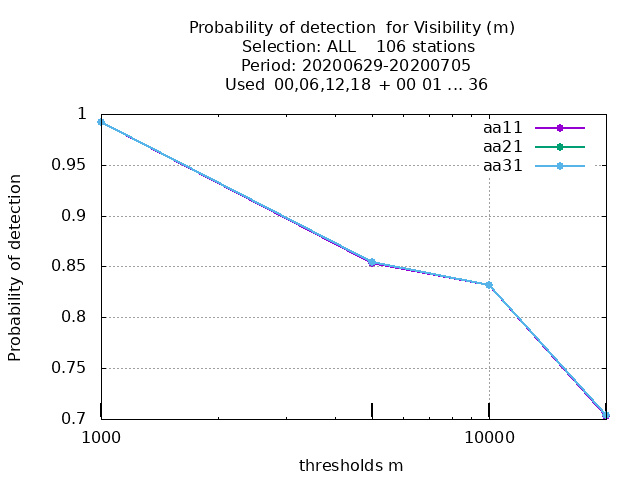 Probability of detection  for Visibility (m)
Selection: ALL    106 stations
Period: 20200629-20200705
Used  00,06,12,18 + 00 01 ... 36
aa11
aa21
aa31
1
0.95
0.9
0.85
0.8
0.75
0.7
Probability of detection
1000
10000
thresholds m